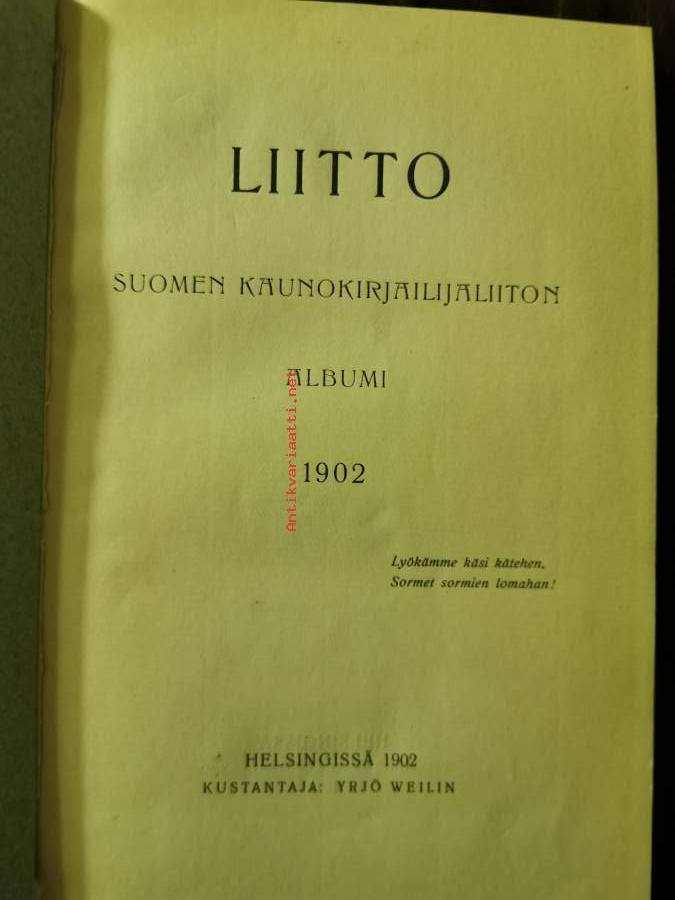 LIITTO
SUOMEN KAUNOKIRJAILIJALIITON
ALBUMI
1902
Antikvariaatti.net
Lyökämme käsi kätehen,
Sormet sormien lomahan!
HELSINGISSÄ 1902
KUSTANTAJA: YRJÖ WEILIN